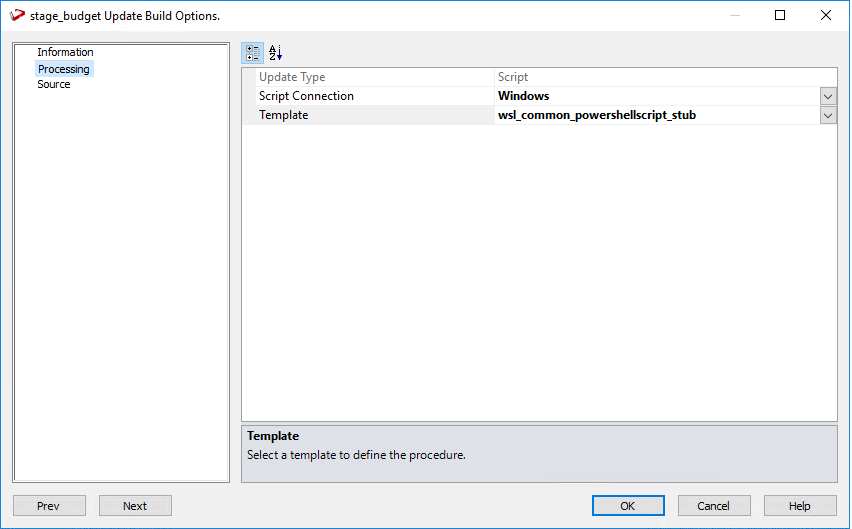 stage_budget Update Build Options.
Information
Processing
Source
Update Type Script
Script Connection Windows
Template wsl_common_powershellscript_stub
Template
Select a template to define the procedure.
Prev Next OK Cancel Help